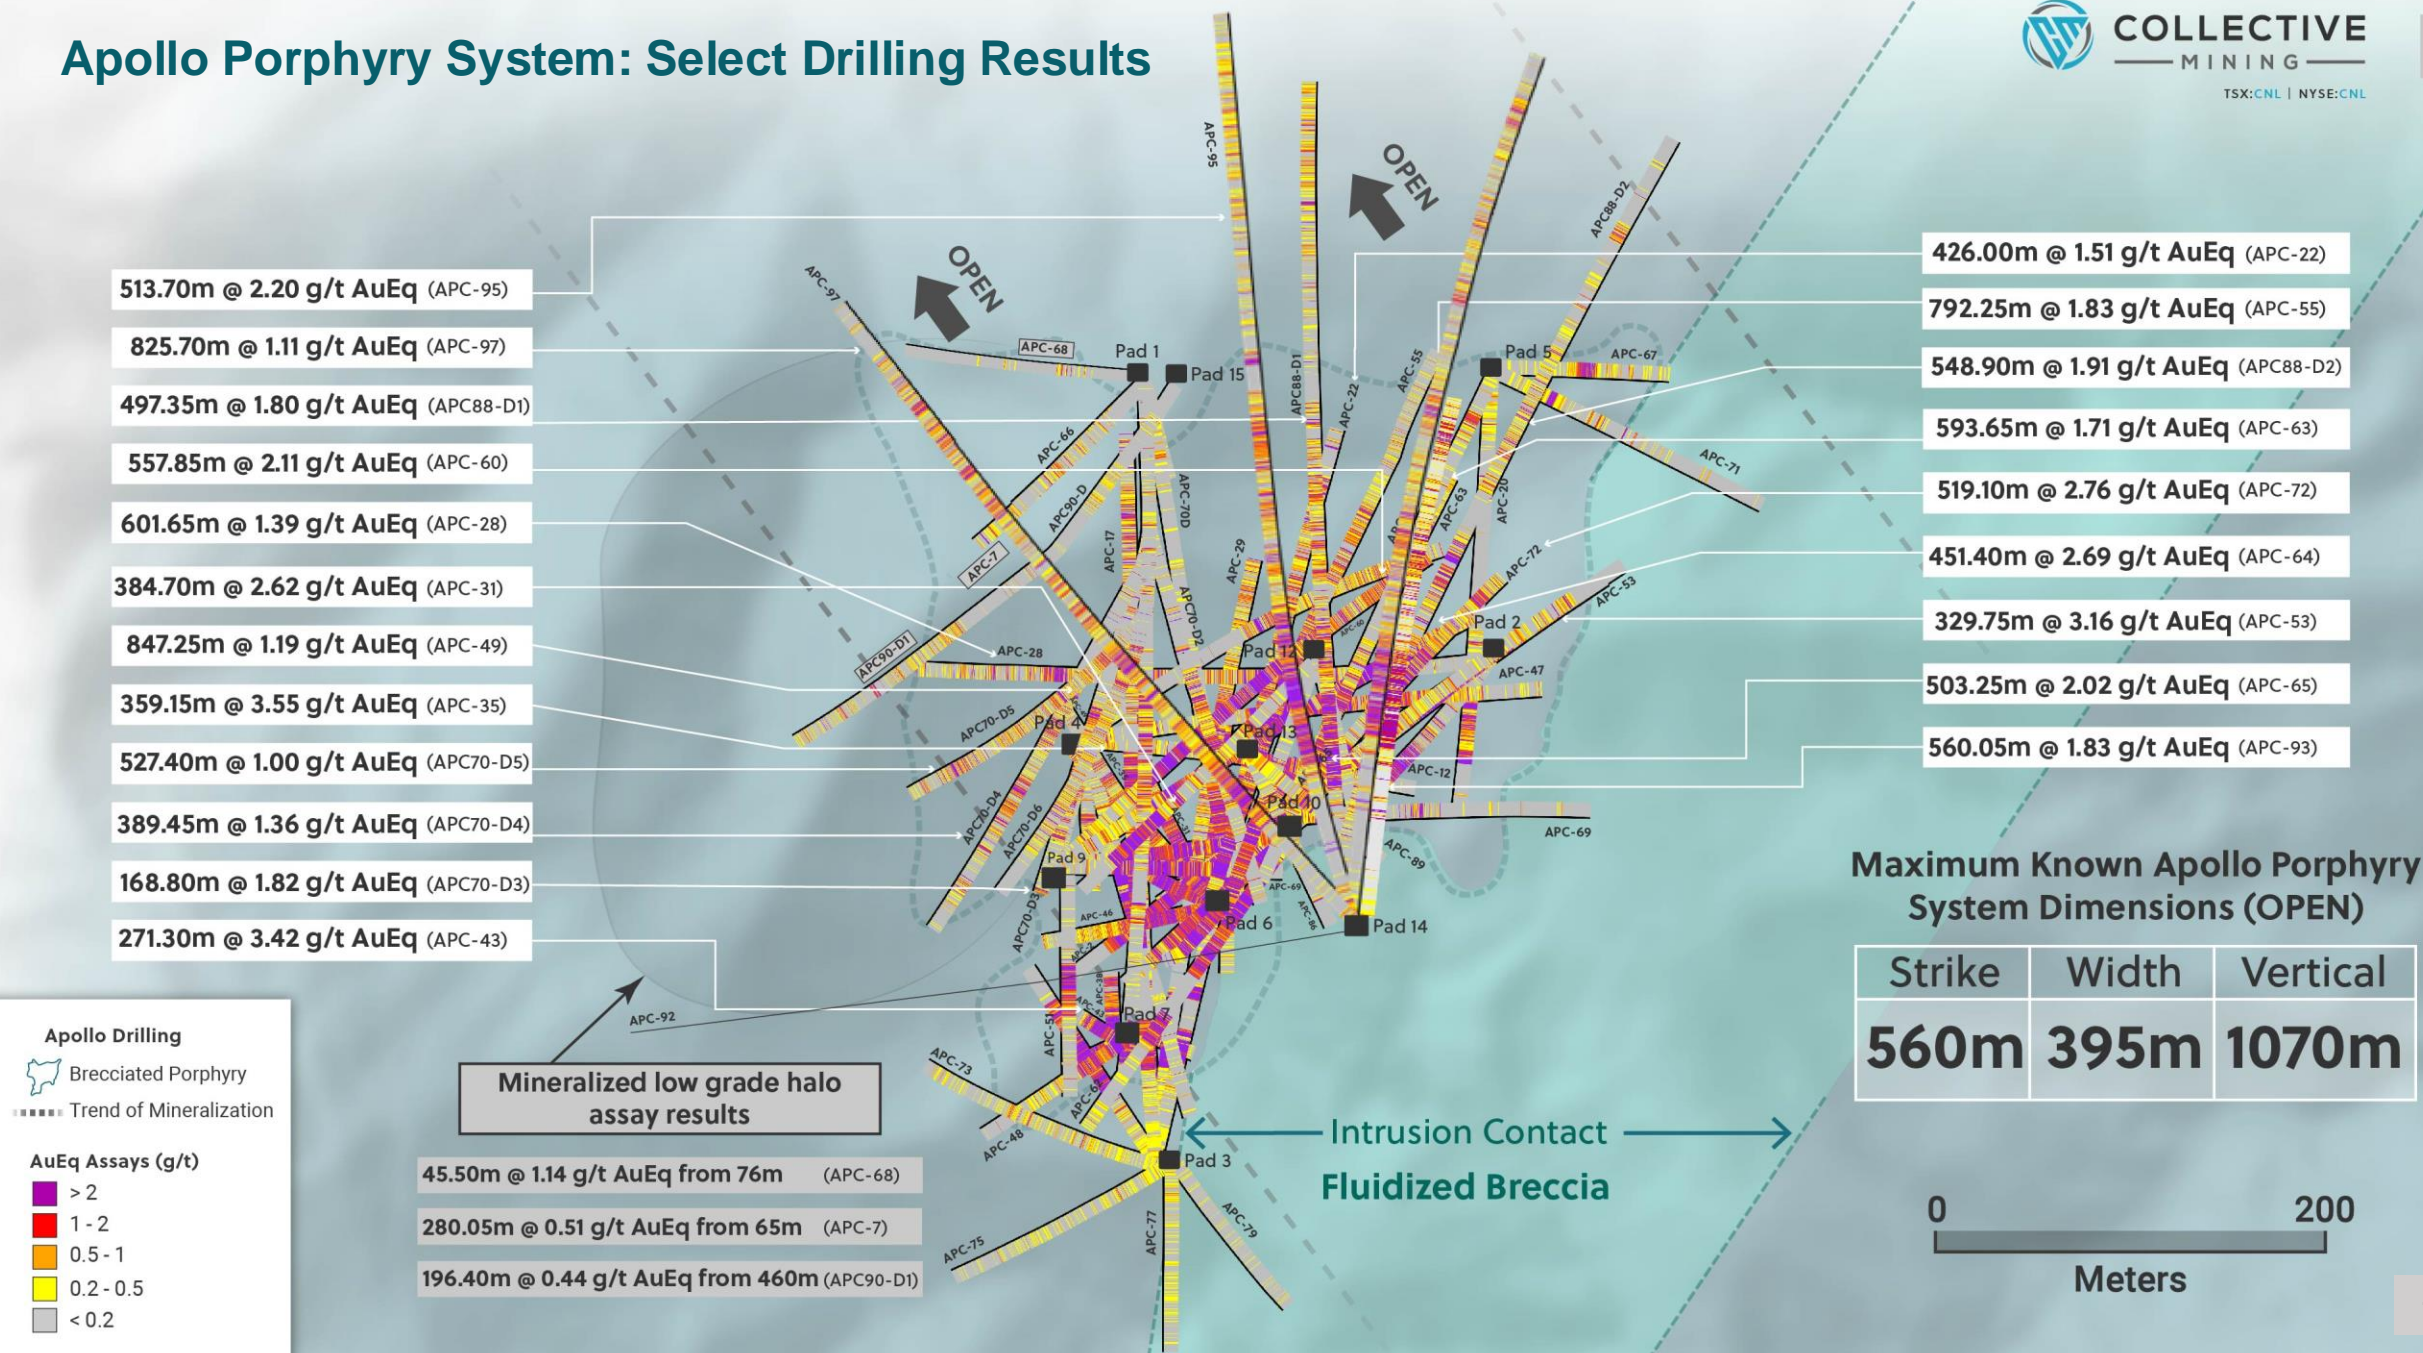 Apollo Porphyry System: Select Drilling Results
COLLECTIVE
MINING
TSX:CNL | NYSE:CNL
513.70m @ 2.20 g/t AuEq (APC-95)
825.70m @ 1.11 g/t AuEq (APC-97)
497.35m @ 1.80 g/t AuEq (APC88-D1)
557.85m @ 2.11 g/t AuEq (APC-60)
601.65m @ 1.39 g/t AuEq (APC-28)
384.70m @ 2.62 g/t AuEq (APC-31)
847.25m @ 1.19 g/t AuEq (APC-49)
359.15m @ 3.55 g/t AuEq (APC-35)
527.40m @ 1.00 g/t AuEq (APC70-D5)
389.45m @ 1.36 g/t AuEq (APC70-D4)
168.80m @ 1.82 g/t AuEq (APC70-D3)
271.30m @ 3.42 g/t AuEq (APC-43)
426.00m @ 1.51 g/t AuEq (APC-22)
792.25m @ 1.83 g/t AuEq (APC-55)
548.90m @ 1.91 g/t AuEq (APC88-D2)
593.65m @ 1.71 g/t AuEq (APC-63)
519.10m @ 2.76 g/t AuEq (APC-72)
451.40m @ 2.69 g/t AuEq (APC-64)
329.75m @ 3.16 g/t AuEq (APC-53)
503.25m @ 2.02 g/t AuEq (APC-65)
560.05m @ 1.83 g/t AuEq (APC-93)
APC-95
OPEN
APC88-D2
OPEN
APC-97
APC-68
Pad 1
Pad 15
APC88-D1
APC-22
APC-55
Pad 5
APC-67
APC-66
APC90-D
APC-70D
APC-63
APC-20
APC-71
APC-17
APC-29
APC-7
APC-72
APC-53
APC70-D2
APC-60
Pad 2
APC90-D1
APC-28
Pad 12
APC-47
APC70-D5
Pad 4
Pad 13
APC-12
APC70-D4
APC70-D6
Pad 10
APC-69
Pad 9
APC-89
APC-69
APC70-D3
APC-46
APC-86
Pad 6
Pad 14
APC-38
APC-43
APC-92
APC-51
Pad 7
APC-73
APC-62
APC-48
Pad 3
APC-75
APC-77
APC-79
Maximum Known Apollo Porphyry
System Dimensions (OPEN)
Strike Width Vertical
560m 395m 1070m
Intrusion Contact
Fluidized Breccia
0 200
Meters
Mineralized low grade halo
assay results
45.50m @ 1.14 g/t AuEq from 76m (APC-68)
280.05m @ 0.51 g/t AuEq from 65m (APC-7)
196.40m @ 0.44 g/t AuEq from 460m (APC90-D1)
Apollo Drilling
Brecciated Porphyry
Trend of Mineralization
AuEq Assays (g/t)
> 2
1 - 2
0.5 - 1
0.2 - 0.5
< 0.2